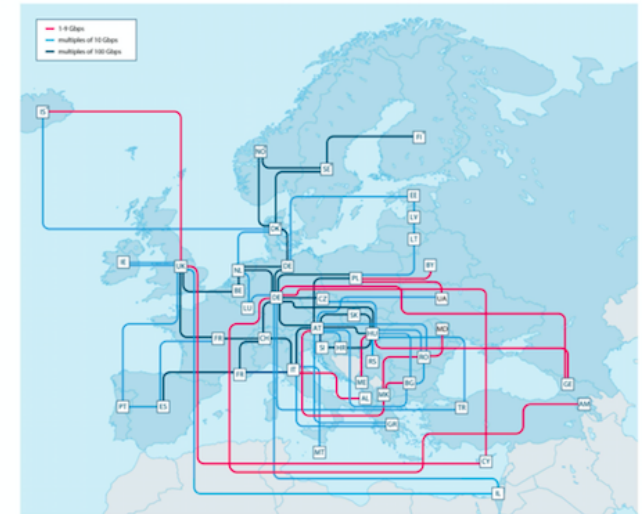 1-9 Gbps
multiples of 10 Gbps
multiples of 100 Gbps
IS
FI
NO
SE
EE
LV
DK
LT
IE
UK
NL
DE
BY
PL
BE
UA
LU
DE
CZ
SK
AT
HU
MD
FR
CH
SI
HR
RO
RS
IT
FR
ME
BG
GE
AL
MK
PT
ES
TR
AM
GR
MT
CY
IL